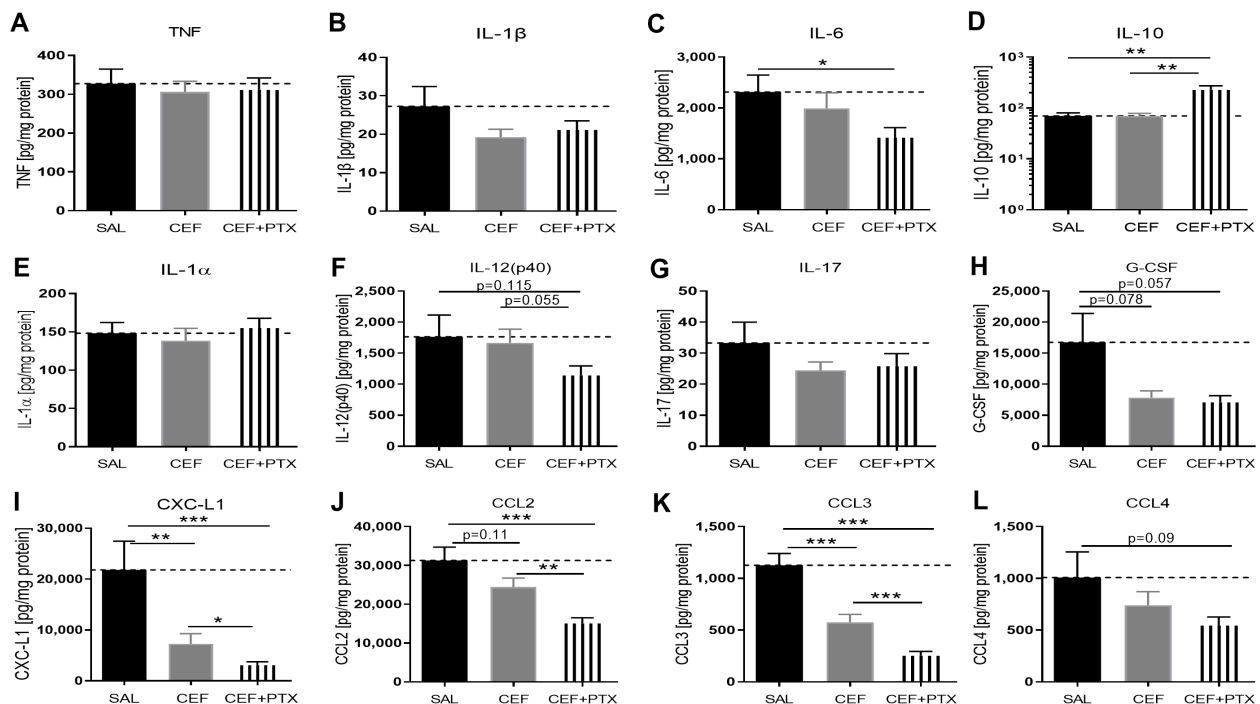 A
TNF
TNF [pg/mg protein]
400
300
200
100
0
SAL CEF CEF+PTX
B
IL-1β
IL-1β [pg/mg protein]
40
30
20
10
0
SAL CEF CEF+PTX
C
IL-6
IL-6 [pg/mg protein]
3,000
2,000
1,000
0
*
SAL CEF CEF+PTX
D
IL-10
IL-10 [pg/mg protein]
10³
10²
10¹
10⁰
**
**
SAL CEF CEF+PTX
E
IL-1α
IL-1α [pg/mg protein]
200
150
100
50
0
SAL CEF CEF+PTX
F
IL-12(p40)
IL-12(p40) [pg/mg protein]
2,500
2,000
1,500
1,000
500
0
p=0.115
p=0.055
SAL CEF CEF+PTX
G
IL-17
IL-17 [pg/mg protein]
50
40
30
20
10
0
SAL CEF CEF+PTX
H
G-CSF
G-CSF [pg/mg protein]
25,000
20,000
15,000
10,000
5,000
0
p=0.057
p=0.078
SAL CEF CEF+PTX
I
CXC-L1
CXC-L1 [pg/mg protein]
30,000
20,000
10,000
0
***
**
*
SAL CEF CEF+PTX
J
CCL2
CCL2 [pg/mg protein]
40,000
30,000
20,000
10,000
0
***
p=0.11
**
SAL CEF CEF+PTX
K
CCL3
CCL3 [pg/mg protein]
1,500
1,000
500
0
***
***
***
SAL CEF CEF+PTX
L
CCL4
CCL4 [pg/mg protein]
1,500
1,000
500
0
p=0.09
SAL CEF CEF+PTX